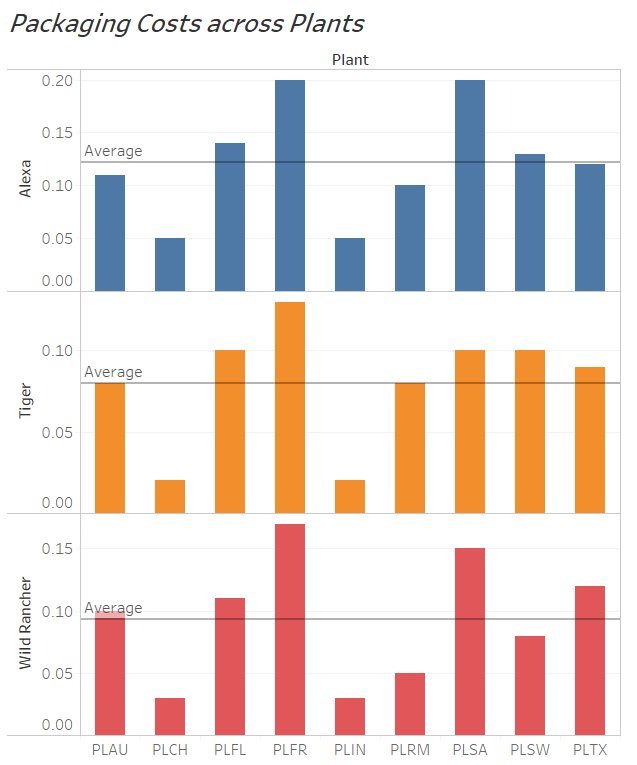 Packaging Costs across Plants
Plant
Alexa
0.20
0.15
Average
0.10
0.05
0.00
Tiger
0.10
Average
0.05
0.00
Wild Rancher
0.15
0.10
Average
0.05
0.00
PLAU PLCH PLFL PLFR PLIN PLRM PLSA PLSW PLTX